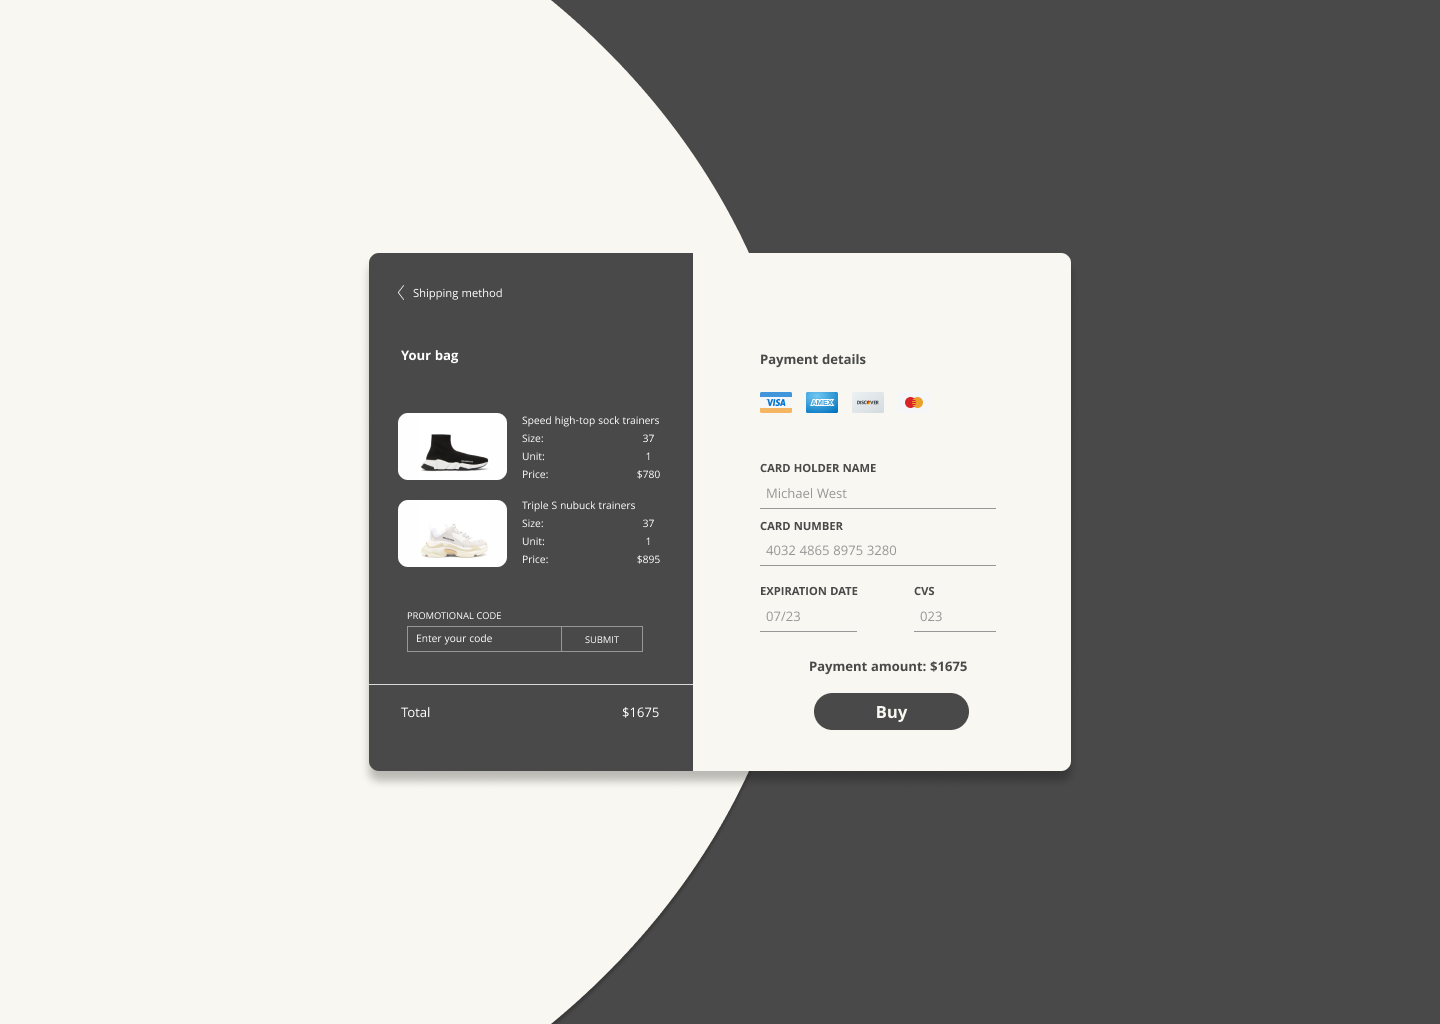 Shipping method
Your bag
Speed high-top sock trainers
Size: 37
Unit: 1
Price: $780
Triple S nubuck trainers
Size: 37
Unit: 1
Price: $895
PROMOTIONAL CODE
Enter your code SUBMIT
Total $1675
Payment details
VISA AMEX DISCOVER
CARD HOLDER NAME
Michael West
CARD NUMBER
4032 4865 8975 3280
EXPIRATION DATE CVS
07/23 023
Payment amount: $1675
Buy